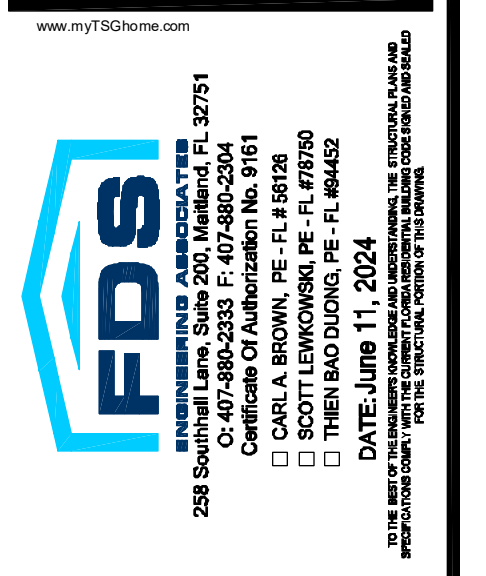 www.myTSGhome.com
FDS
ENGINEERING ASSOCIATES
258 Southhall Lane, Suite 200, Maitland, FL 32751
O: 407-880-2333 F: 407-880-2304
Certificate Of Authorization No. 9161
☐ CARL A. BROWN, PE - FL # 56126
☐ SCOTT LEWKOWSKI, PE - FL #78750
☐ THIEN BAO DUONG, PE - FL #94452
DATE: June 11, 2024
TO THE BEST OF THE ENGINEER'S KNOWLEDGE AND UNDERSTANDING, THE STRUCTURAL PLANS AND
SPECIFICATIONS COMPLY WITH THE CURRENT FLORIDA RESIDENTIAL BUILDING CODE SIGNED AND SEALED
FOR THE STRUCTURAL PORTION OF THIS DRAWING.